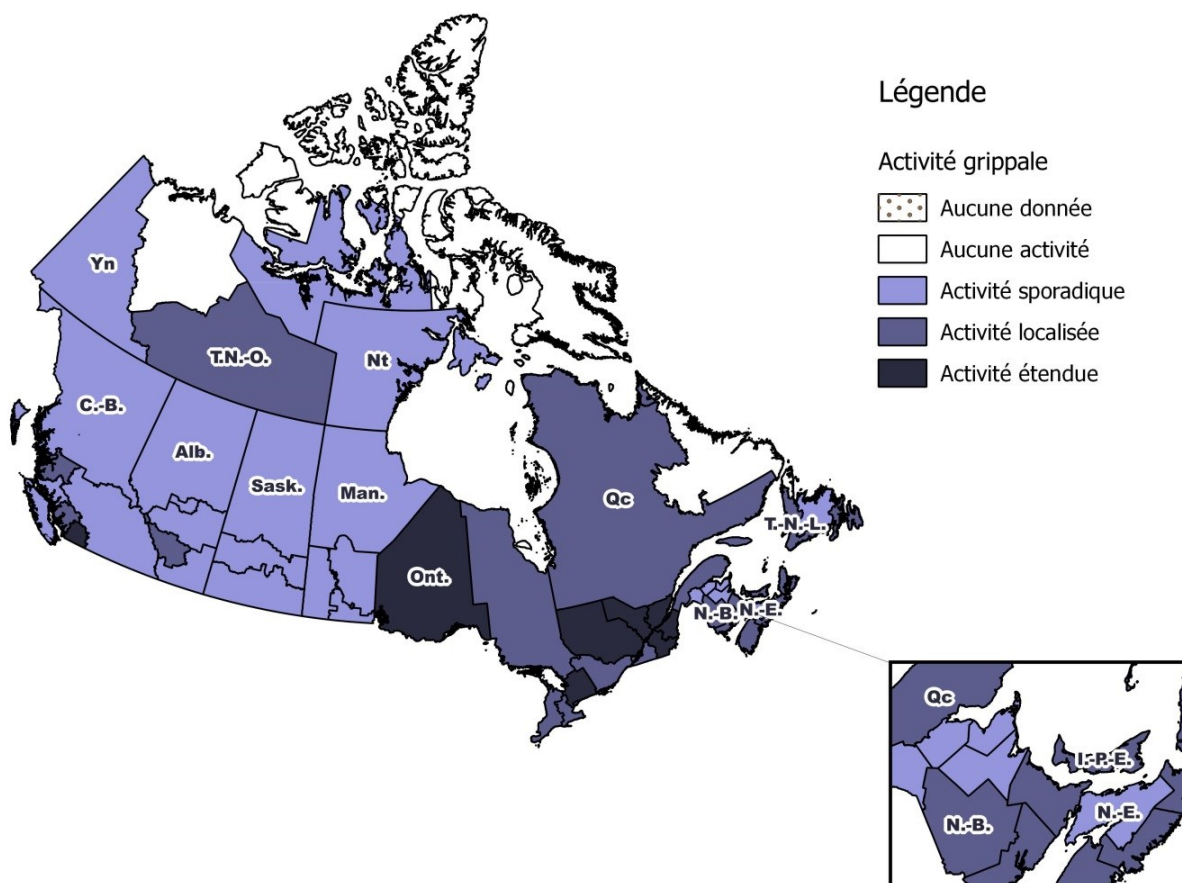 Légende
Activité grippale
Aucune donnée
Aucune activité
Activité sporadique
Activité localisée
Activité étendue
Yn
T.N.-O.
Nt
C.-B.
Alb.
Sask.
Man.
Ont.
Qc
T.-N.-L.
N.-B.
N.-E.
Qc
I.-P.-E.
N.-B.
N.-E.